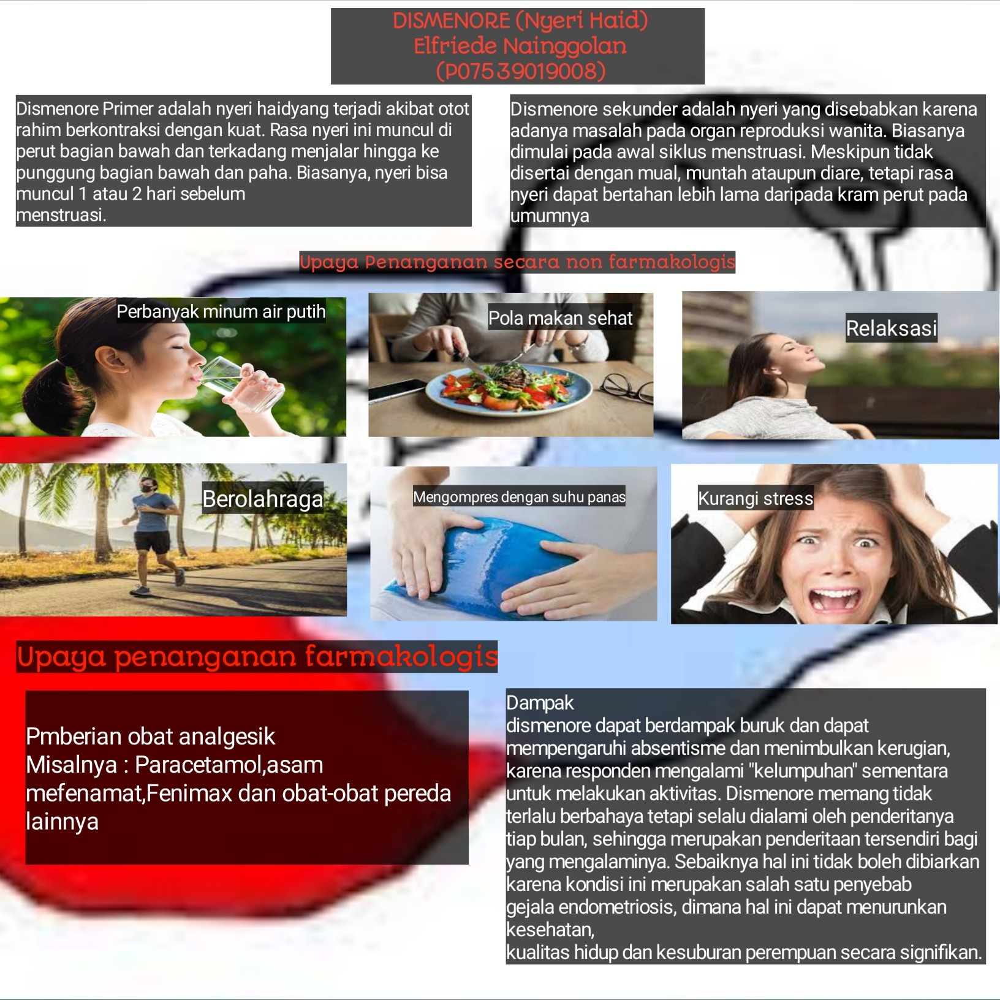 DISMENORE (Nyeri Haid)
Elfriede Nainggolan
(P07539019008)
Dismenore Primer adalah nyeri haidyang terjadi akibat otot
rahim berkontraksi dengan kuat. Rasa nyeri ini muncul di
perut bagian bawah dan terkadang menjalar hingga ke
punggung bagian bawah dan paha. Biasanya, nyeri bisa
muncul 1 atau 2 hari sebelum
menstruasi.
Dismenore sekunder adalah nyeri yang disebabkan karena
adanya masalah pada organ reproduksi wanita. Biasanya
dimulai pada awal siklus menstruasi. Meskipun tidak
disertai dengan mual, muntah ataupun diare, tetapi rasa
nyeri dapat bertahan lebih lama daripada kram perut pada
umumnya
Upaya Penanganan secara non farmakologis
Perbanyak minum air putih
Pola makan sehat
Relaksasi
Berolahraga
Mengompres dengan suhu panas
Kurangi stress
Upaya penanganan farmakologis
Pmberian obat analgesik
Misalnya : Paracetamol,asam
mefenamat,Fenimax dan obat-obat pereda
lainnya
Dampak
dismenore dapat berdampak buruk dan dapat
mempengaruhi absentisme dan menimbulkan kerugian,
karena responden mengalami "kelumpuhan" sementara
untuk melakukan aktivitas. Dismenore memang tidak
terlalu berbahaya tetapi selalu dialami oleh penderitanya
tiap bulan, sehingga merupakan penderitaan tersendiri bagi
yang mengalaminya. Sebaiknya hal ini tidak boleh dibiarkan
karena kondisi ini merupakan salah satu penyebab
gejala endometriosis, dimana hal ini dapat menurunkan
kesehatan,
kualitas hidup dan kesuburan perempuan secara signifikan.